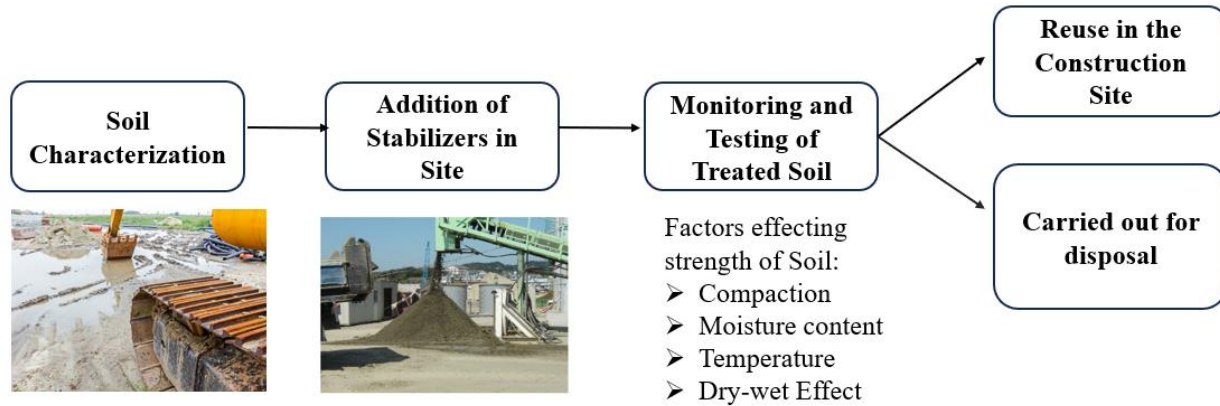 Soil
Characterization
Addition of
Stabilizers in
Site
Monitoring and
Testing of
Treated Soil
Reuse in the
Construction
Site
Carried out for
disposal
Factors effecting
strength of Soil:
➢ Compaction
➢ Moisture content
➢ Temperature
➢ Dry-wet Effect